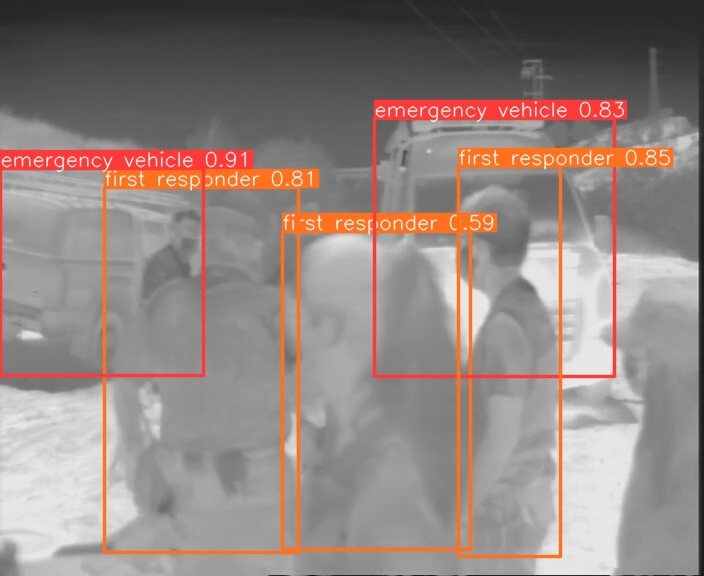 emergency vehicle 0.83
emergency vehicle 0.91
first responder 0.85
first responder 0.81
first responder 0.59